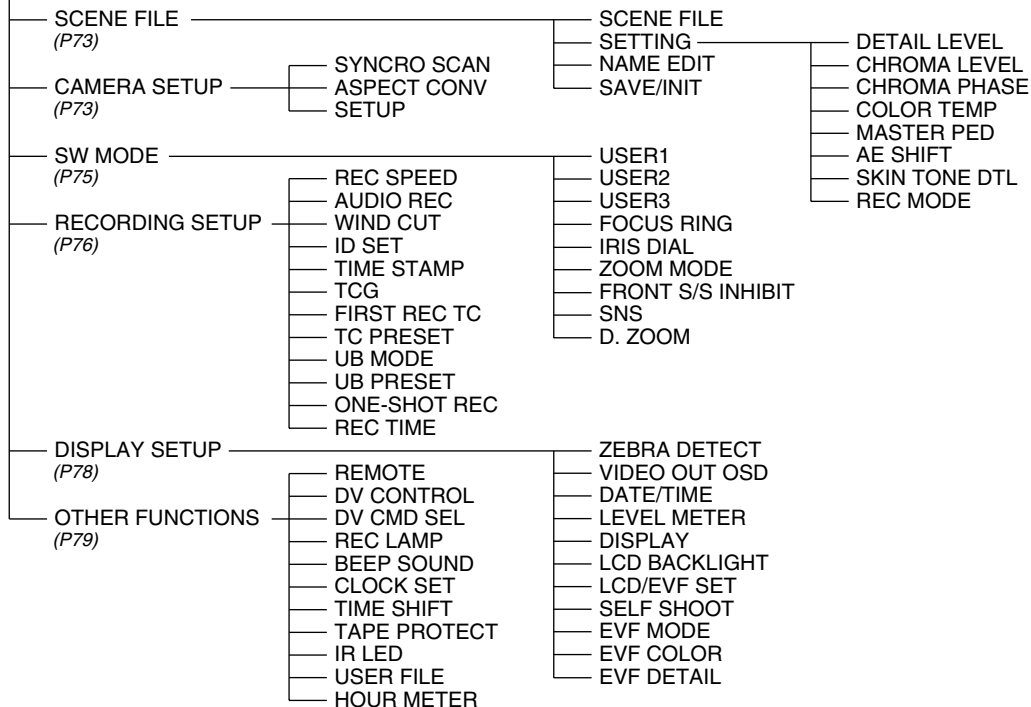 SCENE FILE
(P73)
SCENE FILE
SETTING
NAME EDIT
SAVE/INIT
DETAIL LEVEL
CHROMA LEVEL
CHROMA PHASE
COLOR TEMP
MASTER PED
AE SHIFT
SKIN TONE DTL
REC MODE
CAMERA SETUP
(P73)
SYNCRO SCAN
ASPECT CONV
SETUP
SW MODE
(P75)
USER1
USER2
USER3
FOCUS RING
IRIS DIAL
ZOOM MODE
FRONT S/S INHIBIT
SNS
D. ZOOM
RECORDING SETUP
(P76)
REC SPEED
AUDIO REC
WIND CUT
ID SET
TIME STAMP
TCG
FIRST REC TC
TC PRESET
UB MODE
UB PRESET
ONE-SHOT REC
REC TIME
DISPLAY SETUP
(P78)
ZEBRA DETECT
VIDEO OUT OSD
DATE/TIME
LEVEL METER
DISPLAY
LCD BACKLIGHT
LCD/EVF SET
SELF SHOOT
EVF MODE
EVF COLOR
EVF DETAIL
OTHER FUNCTIONS
(P79)
REMOTE
DV CONTROL
DV CMD SEL
REC LAMP
BEEP SOUND
CLOCK SET
TIME SHIFT
TAPE PROTECT
IR LED
USER FILE
HOUR METER